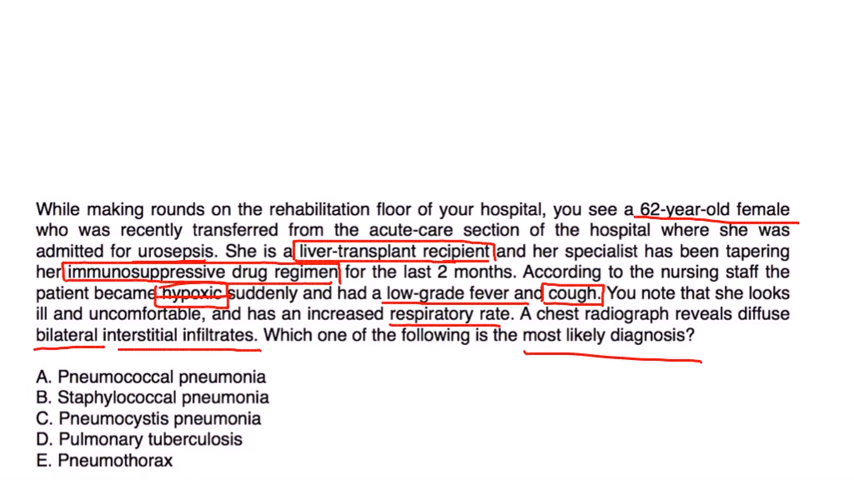 While making rounds on the rehabilitation floor of your hospital, you see a 62-year-old female
who was recently transferred from the acute-care section of the hospital where she was
admitted for urosepsis. She is a liver-transplant recipient and her specialist has been tapering
her immunosuppressive drug regimen for the last 2 months. According to the nursing staff the
patient became hypoxic suddenly and had a low-grade fever and cough. You note that she looks
ill and uncomfortable, and has an increased respiratory rate. A chest radiograph reveals diffuse
bilateral interstitial infiltrates. Which one of the following is the most likely diagnosis?
A. Pneumococcal pneumonia
B. Staphylococcal pneumonia
C. Pneumocystis pneumonia
D. Pulmonary tuberculosis
E. Pneumothorax